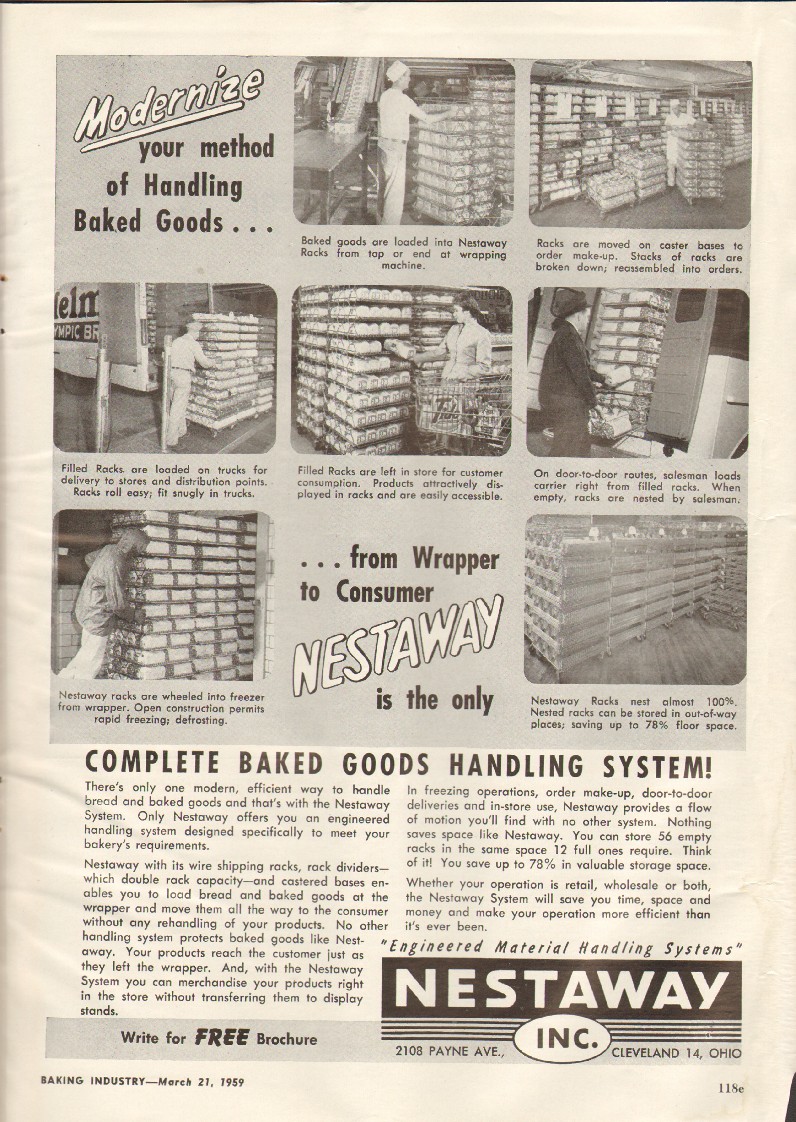 Modernize
your method
of Handling
Baked Goods . . .
Baked goods are loaded into Nestaway
Racks from top or end at wrapping
machine.
Racks are moved on caster bases to
order make-up. Stacks of racks are
broken down; reassembled into orders.
Helm
YMPIC BR
Filled Racks are loaded on trucks for
delivery to stores and distribution points.
Racks roll easy; fit snugly in trucks.
Filled Racks are left in store for customer
consumption. Products attractively dis-
played in racks and are easily accessible.
On door-to-door routes, salesman loads
carrier right from filled racks. When
empty, racks are nested by salesman.
Nestaway racks are wheeled into freezer
from wrapper. Open construction permits
rapid freezing; defrosting.
. . . from Wrapper
to Consumer
NESTAWAY
is the only
Nestaway Racks nest almost 100%.
Nested racks can be stored in out-of-way
places; saving up to 78% floor space.
COMPLETE BAKED GOODS HANDLING SYSTEM!
There's only one modern, efficient way to handle
bread and baked goods and that's with the Nestaway
System. Only Nestaway offers you an engineered
handling system designed specifically to meet your
bakery's requirements.
Nestaway with its wire shipping racks, rack dividers—
which double rack capacity—and castered bases en-
ables you to load bread and baked goods at the
wrapper and move them all the way to the consumer
without any rehandling of your products. No other
handling system protects baked goods like Nest-
away. Your products reach the customer just as
they left the wrapper. And, with the Nestaway
System you can merchandise your products right
in the store without transferring them to display
stands.
In freezing operations, order make-up, door-to-door
deliveries and in-store use, Nestaway provides a flow
of motion you'll find with no other system. Nothing
saves space like Nestaway. You can store 56 empty
racks in the same space 12 full ones require. Think
of it! You save up to 78% in valuable storage space.
Whether your operation is retail, wholesale or both,
the Nestaway System will save you time, space and
money and make your operation more efficient than
it's ever been.
Write for FREE Brochure
"Engineered Material Handling Systems"
NESTAWAY
INC.
2108 PAYNE AVE., CLEVELAND 14, OHIO
BAKING INDUSTRY—March 21, 1959
118e